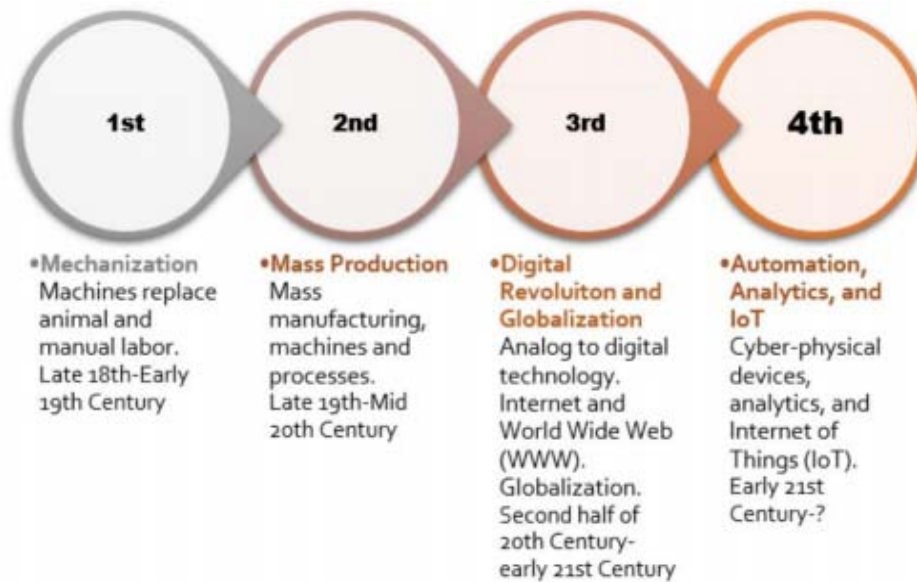 1st
2nd
3rd
4th
•Mechanization
Machines replace
animal and
manual labor.
Late 18th-Early
19th Century
•Mass Production
Mass
manufacturing,
machines and
processes.
Late 19th-Mid
20th Century
•Digital
Revoluiton and
Globalization
Analog to digital
technology.
Internet and
World Wide Web
(WWW).
Globalization.
Second half of
20th Century-
early 21st Century
•Automation,
Analytics, and
IoT
Cyber-physical
devices,
analytics, and
Internet of
Things (IoT).
Early 21st
Century-?